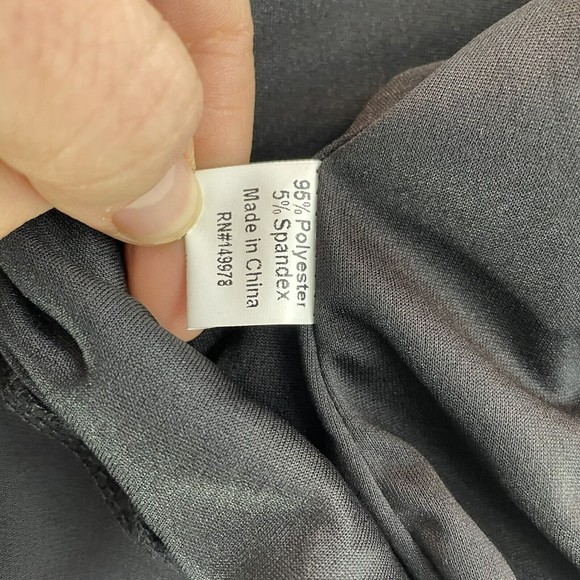 95% Polyester
5% Spandex
Made in China
RN#149978